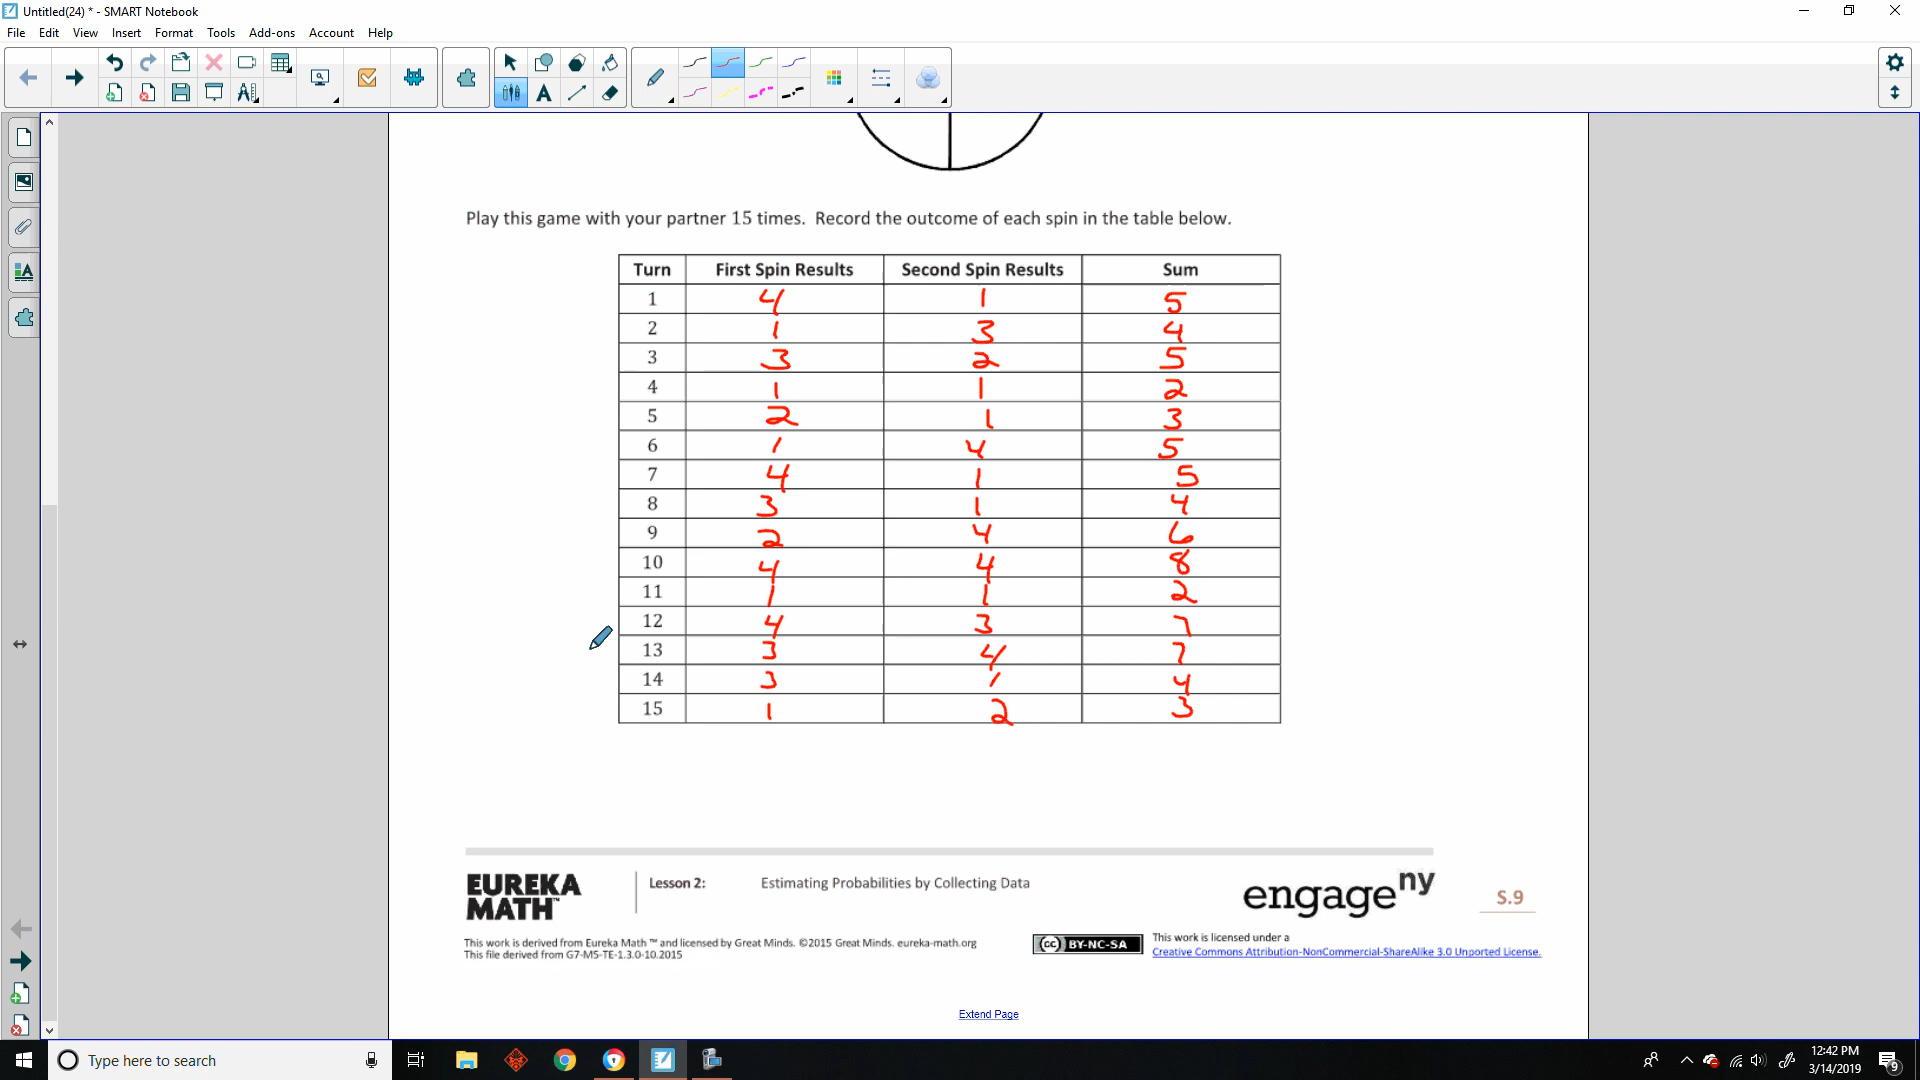 Untitled(24) * - SMART Notebook
File Edit View Insert Format Tools Add-ons Account Help
Play this game with your partner 15 times. Record the outcome of each spin in the table below.
Turn First Spin Results Second Spin Results Sum
1 4 1 5
2 1 3 4
3 3 2 5
4 1 1 2
5 2 1 3
6 1 4 5
7 4 1 5
8 3 1 4
9 2 4 6
10 4 4 8
11 1 1 2
12 4 3 7
13 3 4 7
14 3 1 4
15 1 2 3
EUREKA MATH™ Lesson 2: Estimating Probabilities by Collecting Data engage ny S.9
This work is derived from Eureka Math ™ and licensed by Great Minds. ©2015 Great Minds. eureka-math.org
This file derived from G7-M5-TE-1.3.0-10.2015
cc BY-NC-SA
This work is licensed under a
Creative Commons Attribution-NonCommercial-ShareAlike 3.0 Unported License.
Extend Page
Type here to search
12:42 PM
3/14/2019
9